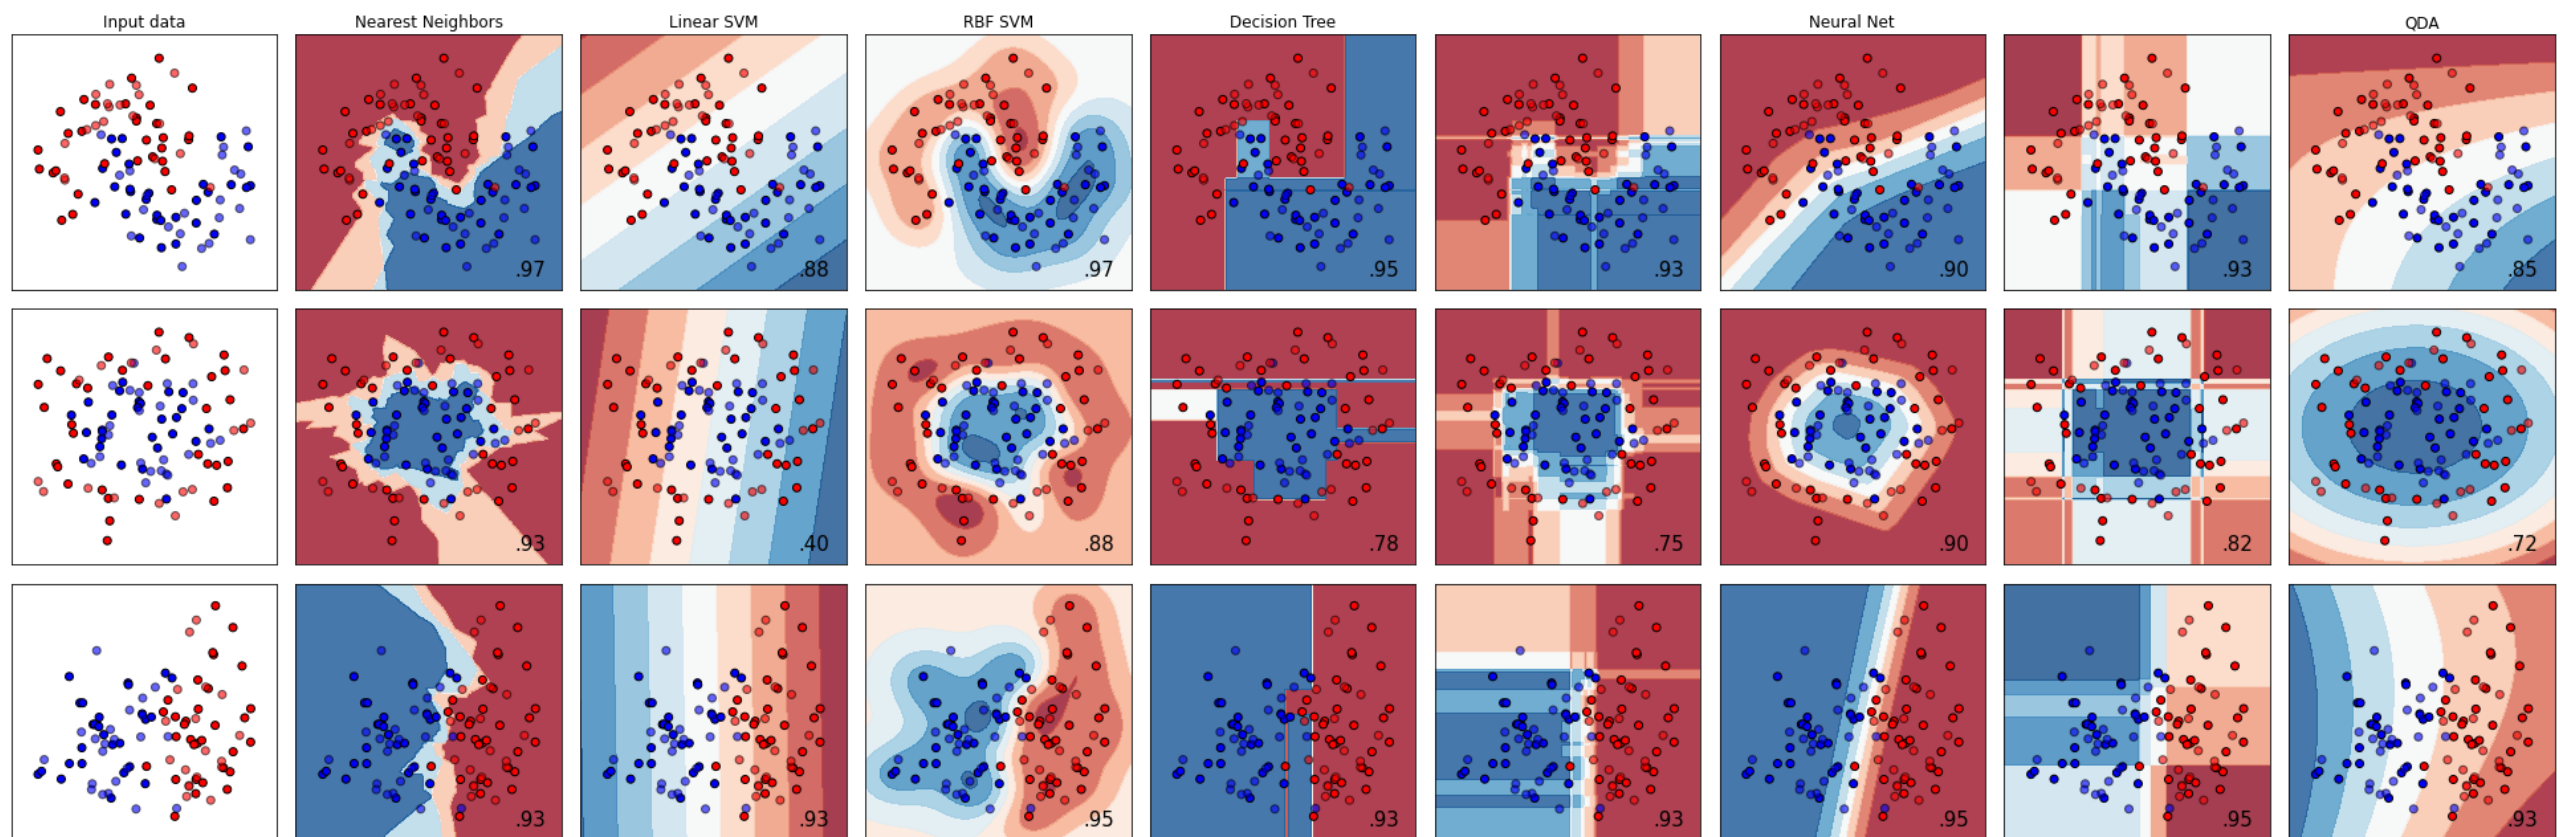 Input data Nearest Neighbors Linear SVM RBF SVM Decision Tree Neural Net QDA
.97 .88 .97 .95 .93 .90 .93 .85
.93 .40 .88 .78 .75 .90 .82 .72
.93 .93 .95 .93 .93 .95 .95 .93